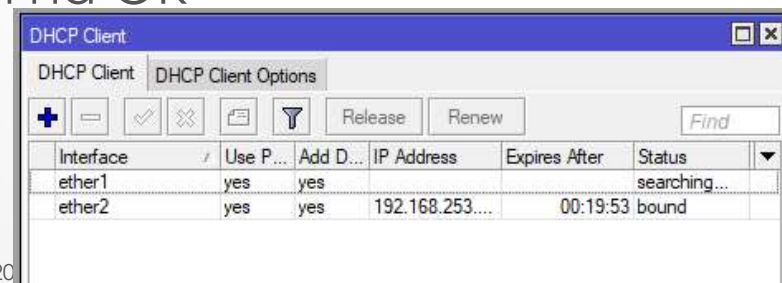 DHCP Client
DHCP Client DHCP Client Options
Release Renew Find
Interface Use P... Add D... IP Address Expires After Status
ether1 yes yes searching...
ether2 yes yes 192.168.253.... 00:19:53 bound
20